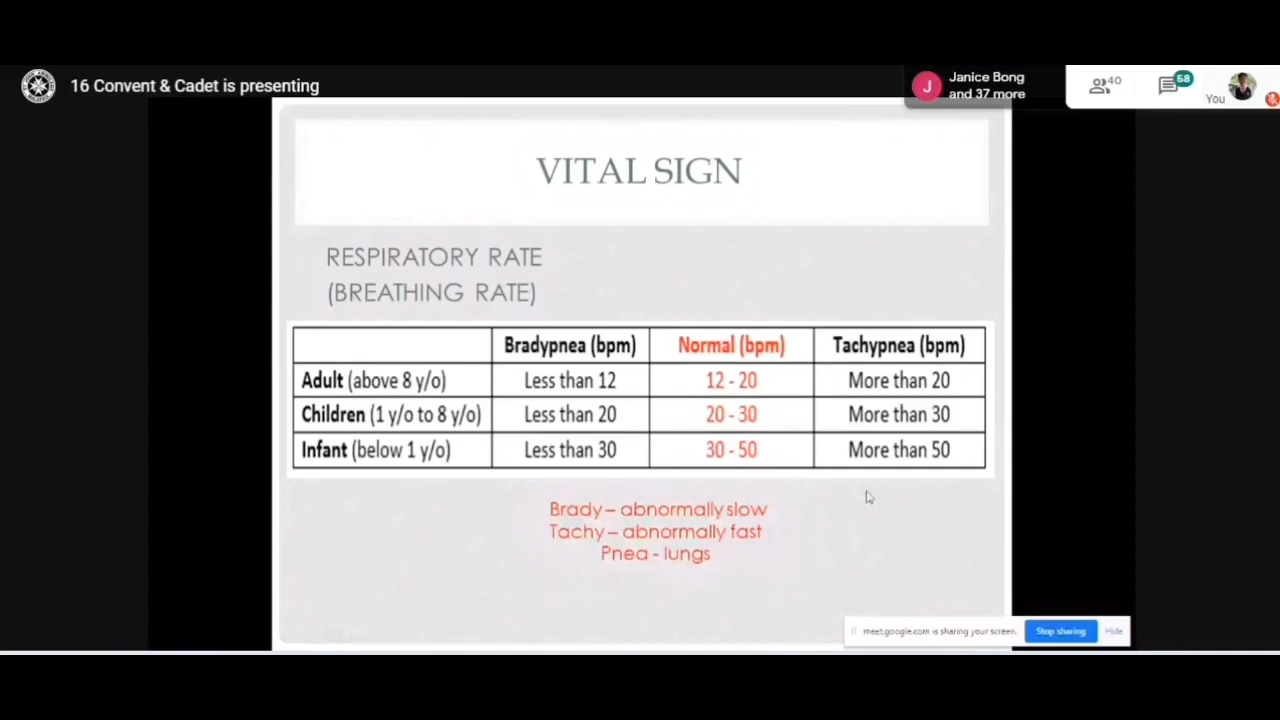 16 Convent & Cadet is presenting
Janice Bong
and 37 more
J
40
58
You
VITAL SIGN
RESPIRATORY RATE
(BREATHING RATE)
Bradypnea (bpm) Normal (bpm) Tachypnea (bpm)
Adult (above 8 y/o) Less than 12 12 - 20 More than 20
Children (1 y/o to 8 y/o) Less than 20 20 - 30 More than 30
Infant (below 1 y/o) Less than 30 30 - 50 More than 50
Brady – abnormally slow
Tachy – abnormally fast
Pnea - lungs
meet.google.com is sharing your screen. Stop sharing Hide